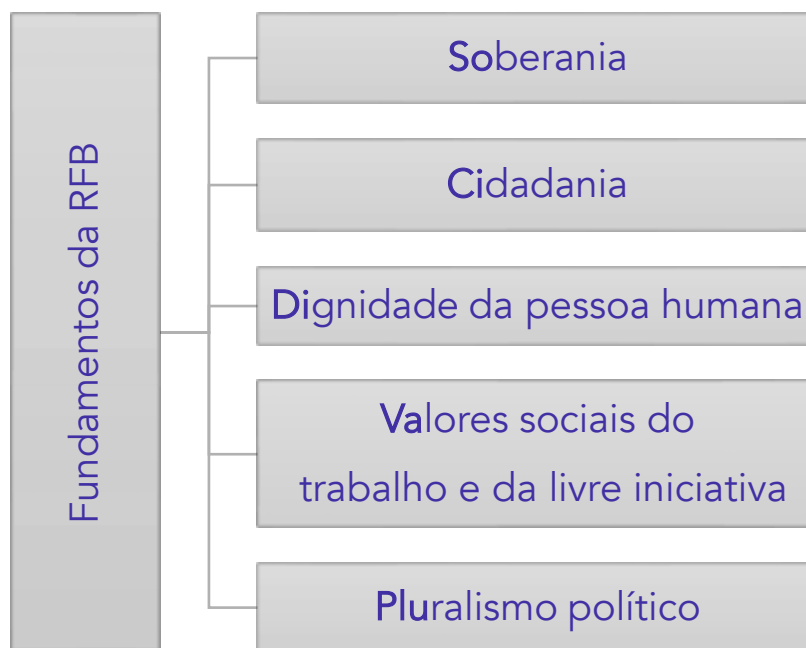 Fundamentos da RFB
Soberania
Cidadania
Dignidade da pessoa humana
Valores sociais do
trabalho e da livre iniciativa
Pluralismo político